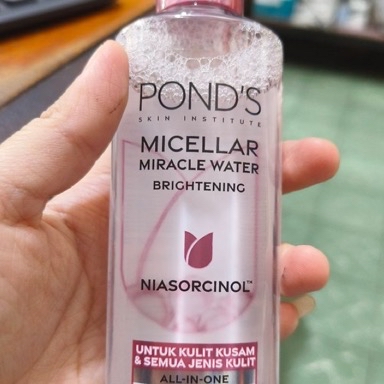 POND'S
SKIN INSTITUTE
MICELLAR
MIRACLE WATER
BRIGHTENING
NIASORCINOL™
UNTUK KULIT KUSAM
& SEMUA JENIS KULIT
ALL-IN-ONE